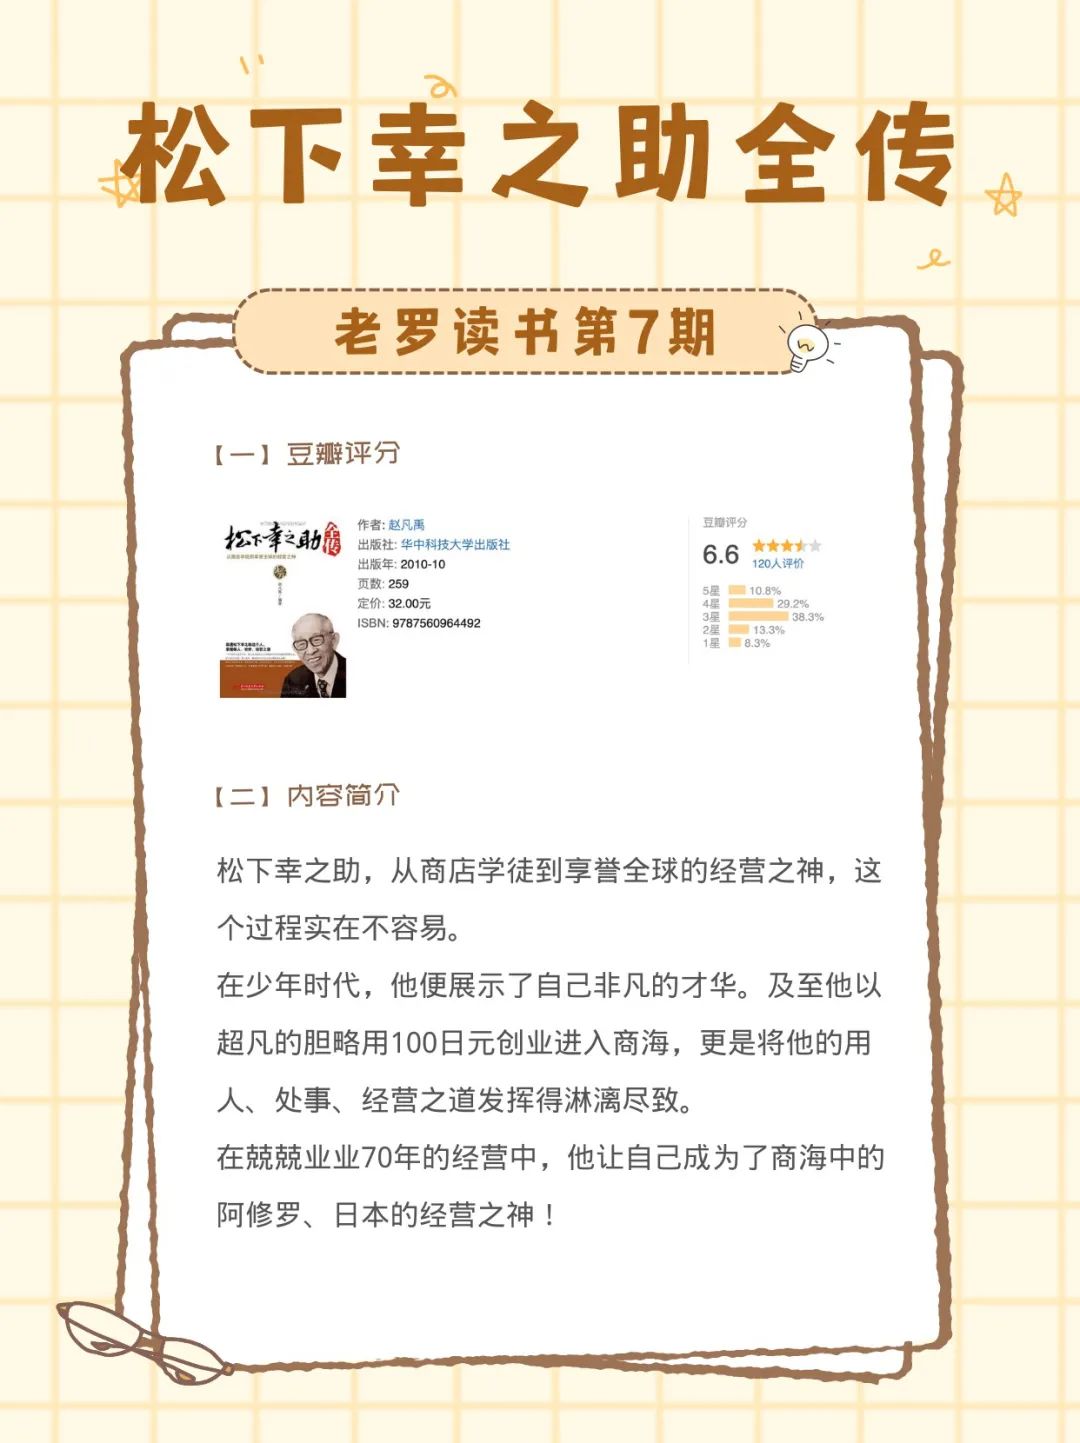 松下幸之助全传
老罗读书第7期
【一】豆瓣评分
松下幸之助全传
作者: 赵凡禹
出版社: 华中科技大学出版社
出版年: 2010-10
页数: 259
定价: 32.00元
ISBN: 9787560964492
豆瓣评分
6.6
120人评价
5星 10.8%
4星 29.2%
3星 38.3%
2星 13.3%
1星 8.3%
【二】内容简介
松下幸之助，从商店学徒到享誉全球的经营之神，这
个过程实在不容易。
在少年时代，他便展示了自己非凡的才华。及至他以
超凡的胆略用100日元创业进入商海，更是将他的用
人、处事、经营之道发挥得淋漓尽致。
在兢兢业业70年的经营中，他让自己成为了商海中的
阿修罗、日本的经营之神！